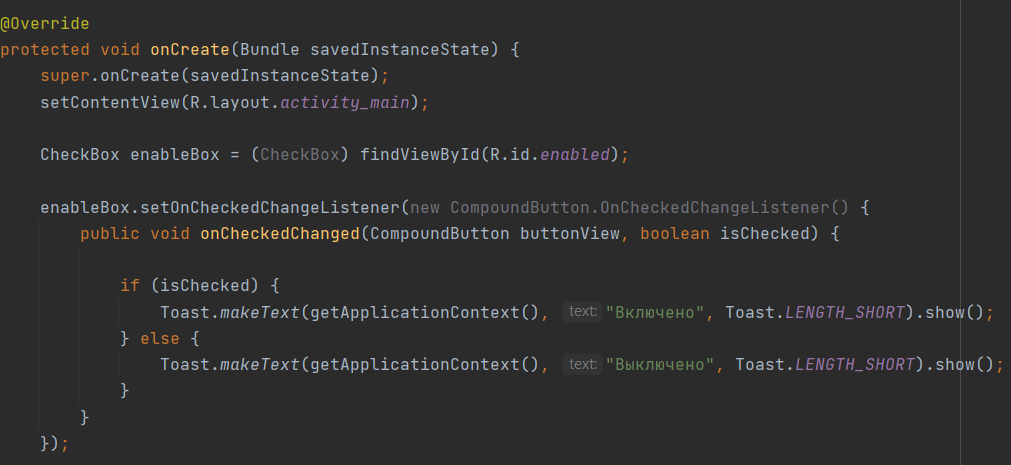 @Override
protected void onCreate(Bundle savedInstanceState) {
super.onCreate(savedInstanceState);
setContentView(R.layout.activity_main);
CheckBox enableBox = (CheckBox) findViewById(R.id.enabled);
enableBox.setOnCheckedChangeListener(new CompoundButton.OnCheckedChangeListener() {
public void onCheckedChanged(CompoundButton buttonView, boolean isChecked) {
if (isChecked) {
Toast.makeText(getApplicationContext(), text: "Включено", Toast.LENGTH_SHORT).show();
} else {
Toast.makeText(getApplicationContext(), text: "Выключено", Toast.LENGTH_SHORT).show();
}
}
});